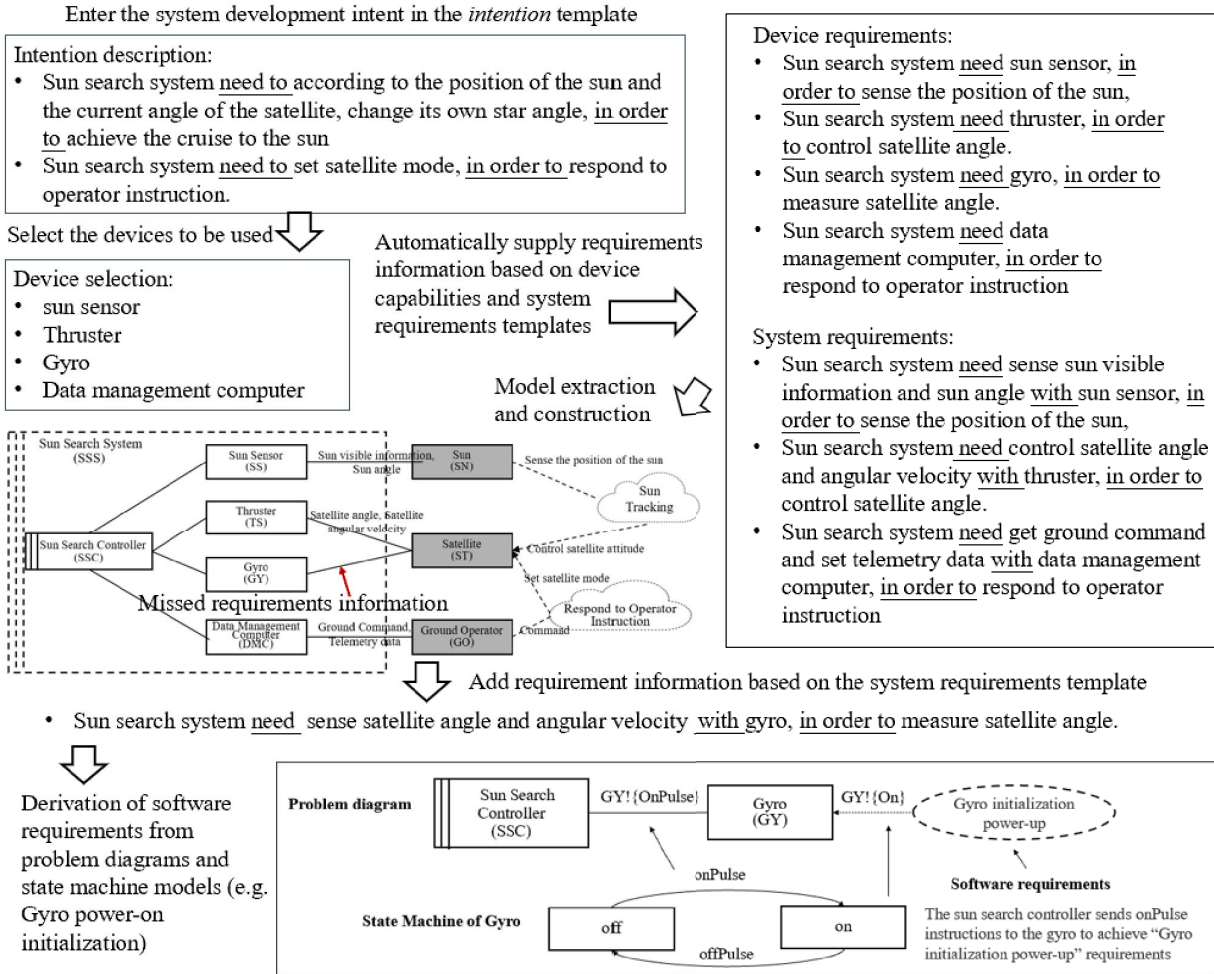 Enter the system development intent in the intention template
Intention description:
• Sun search system need to according to the position of the sun and
the current angle of the satellite, change its own star angle, in order
to achieve the cruise to the sun
• Sun search system need to set satellite mode, in order to respond to
operator instruction.
Select the devices to be used
Device selection:
• sun sensor
• Thruster
• Gyro
• Data management computer
Automatically supply requirements
information based on device
capabilities and system
requirements templates
Device requirements:
• Sun search system need sun sensor, in
order to sense the position of the sun,
• Sun search system need thruster, in order
to control satellite angle.
• Sun search system need gyro, in order to
measure satellite angle.
• Sun search system need data
management computer, in order to
respond to operator instruction
System requirements:
• Sun search system need sense sun visible
information and sun angle with sun sensor, in
order to sense the position of the sun,
• Sun search system need control satellite angle
and angular velocity with thruster, in order to
control satellite angle.
• Sun search system need get ground command
and set telemetry data with data management
computer, in order to respond to operator
instruction
Model extraction
and construction
Sun Search System
(SSS)
Sun Search Controller
(SSC)
Sun Sensor
(SS)
Sun visible information,
Sun angle
Sun
(SN)
Sense the position of the sun
Sun
Tracking
Thruster
(TS)
Satellite angle, Satellite
angular velocity
Satellite
(ST)
Control satellite attitude
Gyro
(GY)
Set satellite mode
Missed requirements information
Respond to Operator
Instruction
Data Management
Computer
(DMC)
Ground Command,
Telemetry data
Ground Operator
(GO)
Command
Add requirement information based on the system requirements template
• Sun search system need sense satellite angle and angular velocity with gyro, in order to measure satellite angle.
Derivation of software
requirements from
problem diagrams and
state machine models (e.g.
Gyro power-on
initialization)
Problem diagram
Sun Search
Controller
(SSC)
GY!{OnPulse}
Gyro
(GY)
GY!{On}
Gyro initialization
power-up
onPulse
Software requirements
State Machine of Gyro
off
on
offPulse
The sun search controller sends onPulse
instructions to the gyro to achieve “Gyro
initialization power-up” requirements